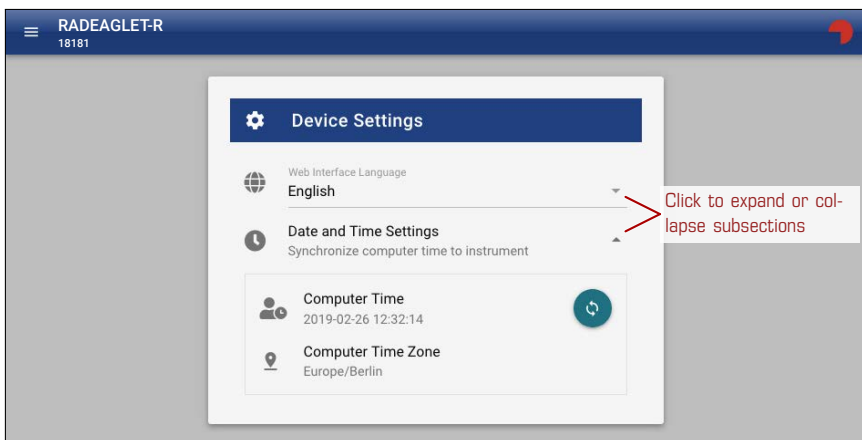 RADEAGLET-R
18181
Device Settings
Web Interface Language
English
Click to expand or col-
lapse subsections
Date and Time Settings
Synchronize computer time to instrument
Computer Time
2019-02-26 12:32:14
Computer Time Zone
Europe/Berlin